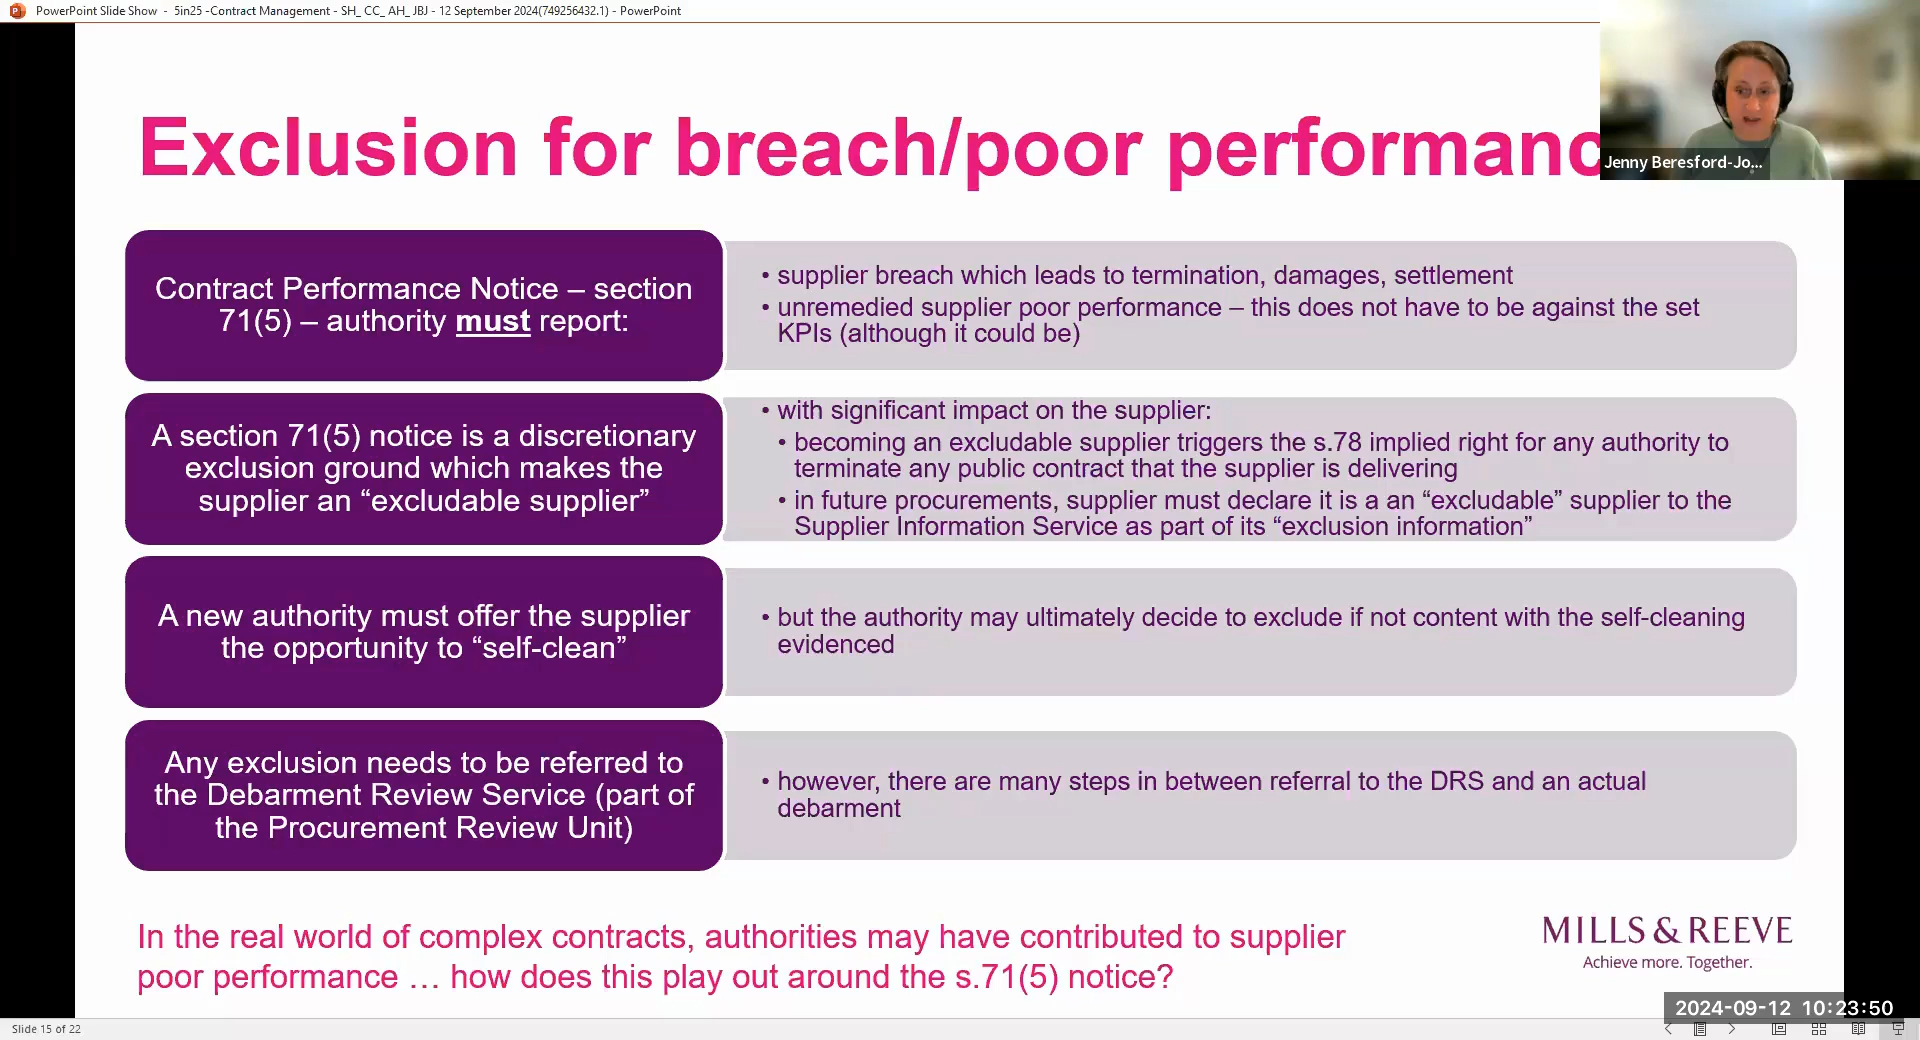 PowerPoint Slide Show - 5in25 -Contract Management - SH_ CC_ AH_ JBJ - 12 September 2024(749256432.1) - PowerPoint
Exclusion for breach/poor performanc
Jenny Beresford-Jo...
Contract Performance Notice – section
71(5) – authority must report:
• supplier breach which leads to termination, damages, settlement
• unremedied supplier poor performance – this does not have to be against the set
KPIs (although it could be)
A section 71(5) notice is a discretionary
exclusion ground which makes the
supplier an “excludable supplier”
• with significant impact on the supplier:
• becoming an excludable supplier triggers the s.78 implied right for any authority to
terminate any public contract that the supplier is delivering
• in future procurements, supplier must declare it is a an “excludable” supplier to the
Supplier Information Service as part of its “exclusion information”
A new authority must offer the supplier
the opportunity to “self-clean”
• but the authority may ultimately decide to exclude if not content with the self-cleaning
evidenced
Any exclusion needs to be referred to
the Debarment Review Service (part of
the Procurement Review Unit)
• however, there are many steps in between referral to the DRS and an actual
debarment
In the real world of complex contracts, authorities may have contributed to supplier
poor performance … how does this play out around the s.71(5) notice?
MILLS & REEVE
Achieve more. Together.
2024-09-12 10:23:50
Slide 15 of 22